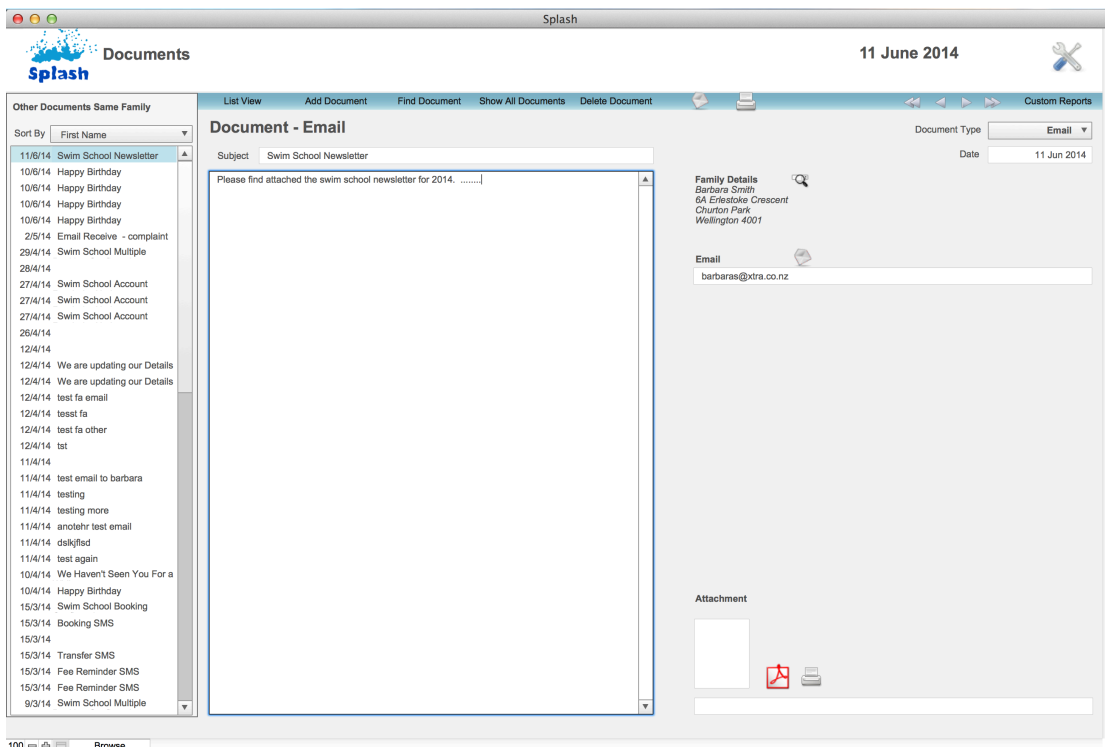 Splash
Splash
Documents
11 June 2014
Other Documents Same Family
List View Add Document Find Document Show All Documents Delete Document Custom Reports
Sort By First Name
Document - Email
Document Type Email
Subject Swim School Newsletter
Date 11 Jun 2014
11/6/14 Swim School Newsletter
10/6/14 Happy Birthday
10/6/14 Happy Birthday
10/6/14 Happy Birthday
10/6/14 Happy Birthday
2/5/14 Email Receive - complaint
29/4/14 Swim School Multiple
28/4/14
27/4/14 Swim School Account
27/4/14 Swim School Account
27/4/14 Swim School Account
26/4/14
12/4/14
12/4/14 We are updating our Details
12/4/14 We are updating our Details
12/4/14 test fa email
12/4/14 tesst fa
12/4/14 test fa other
12/4/14 tst
11/4/14
11/4/14 test email to barbara
11/4/14 testing
11/4/14 testing more
11/4/14 anotehr test email
11/4/14 dslkjflsd
11/4/14 test again
10/4/14 We Haven't Seen You For a
10/4/14 Happy Birthday
15/3/14 Swim School Booking
15/3/14 Booking SMS
15/3/14
15/3/14 Transfer SMS
15/3/14 Fee Reminder SMS
15/3/14 Fee Reminder SMS
9/3/14 Swim School Multiple
Please find attached the swim school newsletter for 2014. ........
Family Details
Barbara Smith
6A Erlestoke Crescent
Churton Park
Wellington 4001
Email
barbaras@xtra.co.nz
Attachment
100 Browse